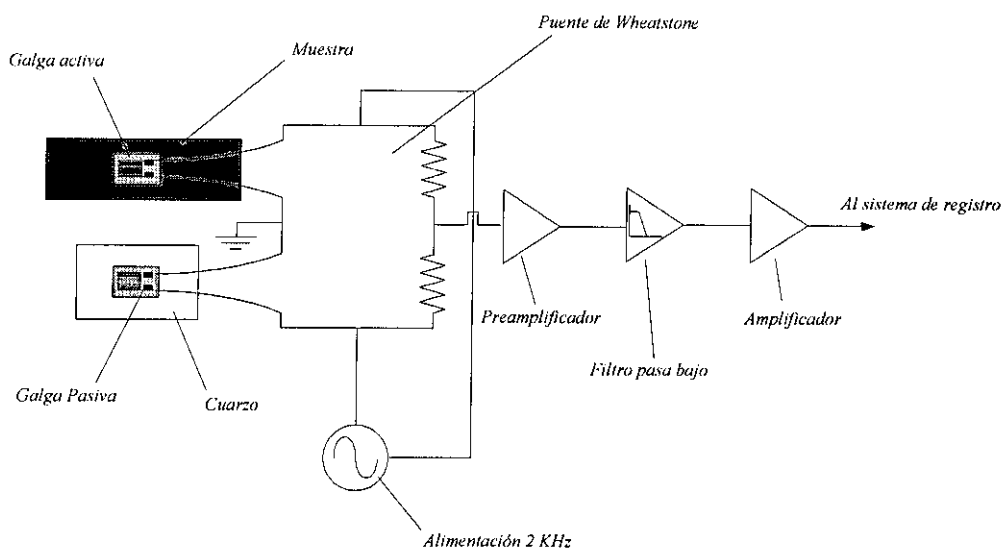 Puente de Wheatstone
Muestra
Galga activa
Al sistema de registro
Preamplificador
Amplificador
Filtro pasa bajo
Galga Pasiva
Cuarzo
Alimentación 2 KHz